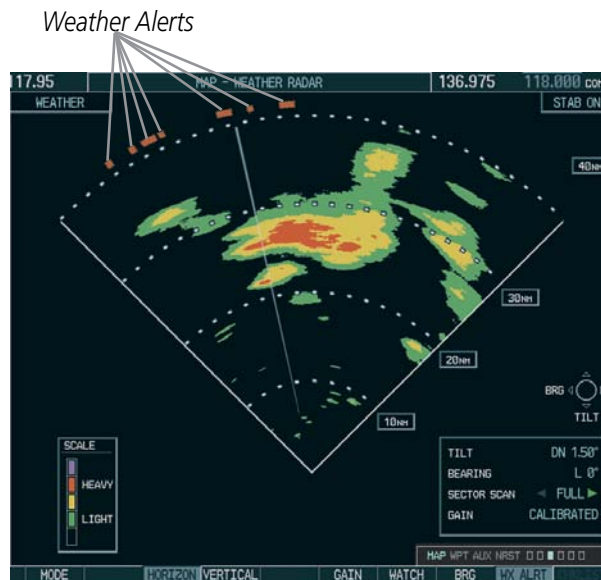 Weather Alerts
17.95 MAP - WEATHER RADAR 136.975 118.000 COM
WEATHER STAB ON
40NM
30NM
20NM
10NM
BRG
TILT
SCALE
HEAVY
LIGHT
TILT DN 1.50°
BEARING L 0°
SECTOR SCAN FULL
GAIN CALIBRATED
MAP WPT AUX NRST
MODE HORIZON VERTICAL GAIN WATCH BRG WX ALRT